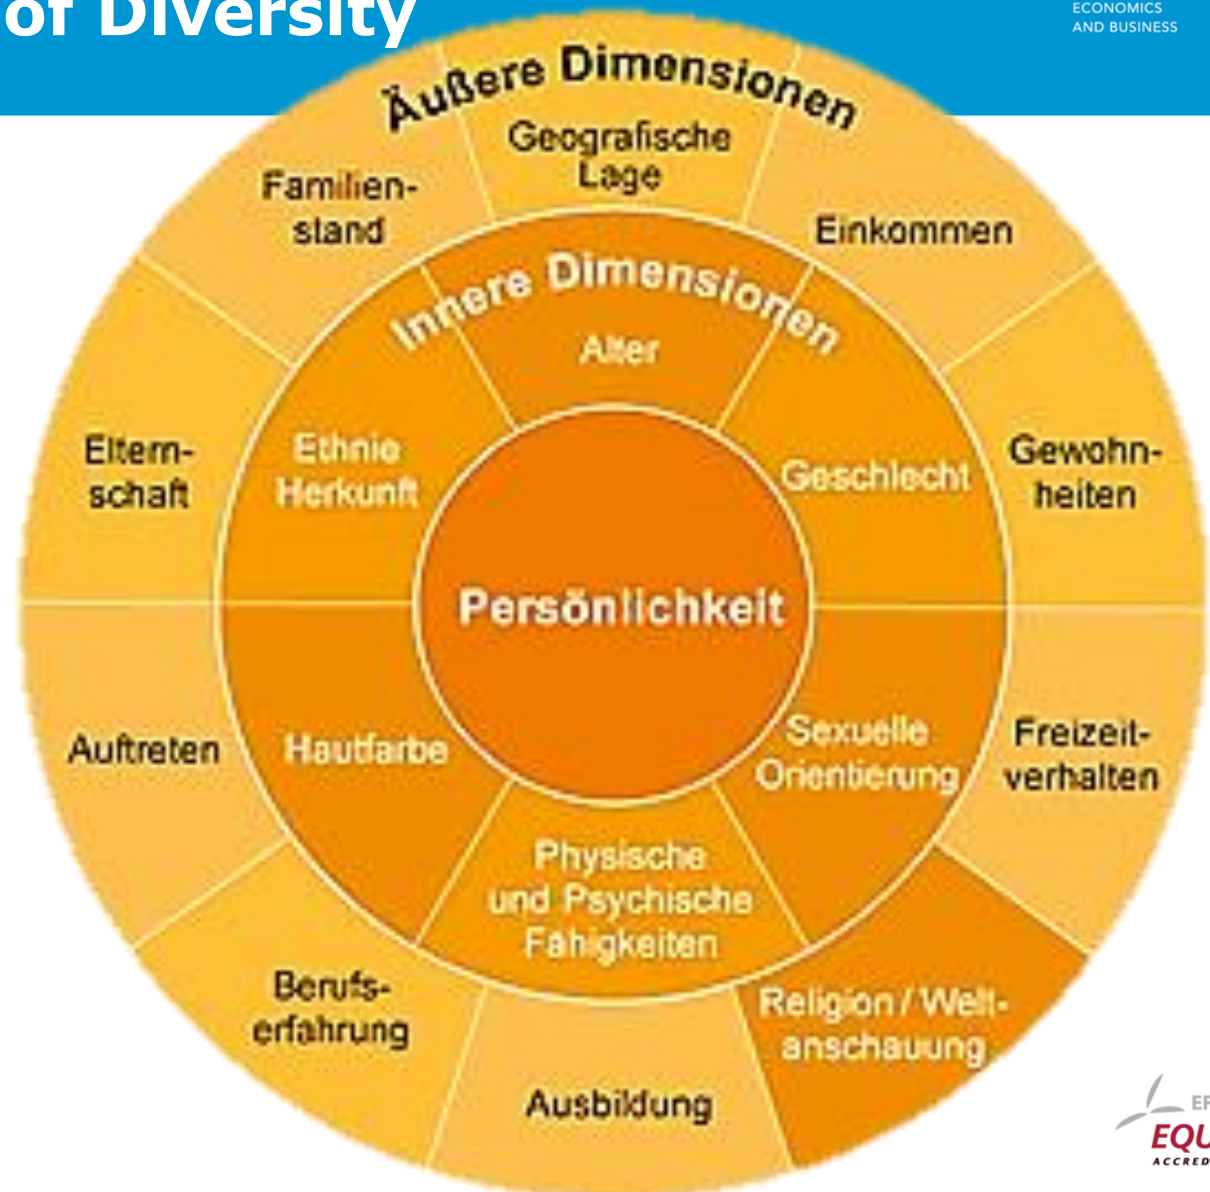 of Diversity
ECONOMICS
AND BUSINESS
Äußere Dimensionen
Geografische
Lage
Familien-
stand
Einkommen
Innere Dimensionen
Alter
Eltern-
schaft
Ethnie
Herkunft
Geschlecht
Gewohn-
heiten
Persönlichkeit
Auftreten
Hautfarbe
Sexuelle
Orientierung
Freizeit-
verhalten
Physische
und Psychische
Fähigkeiten
Berufs-
erfahrung
Religion / Welt-
anschauung
Ausbildung
EF
EQU
ACCRED